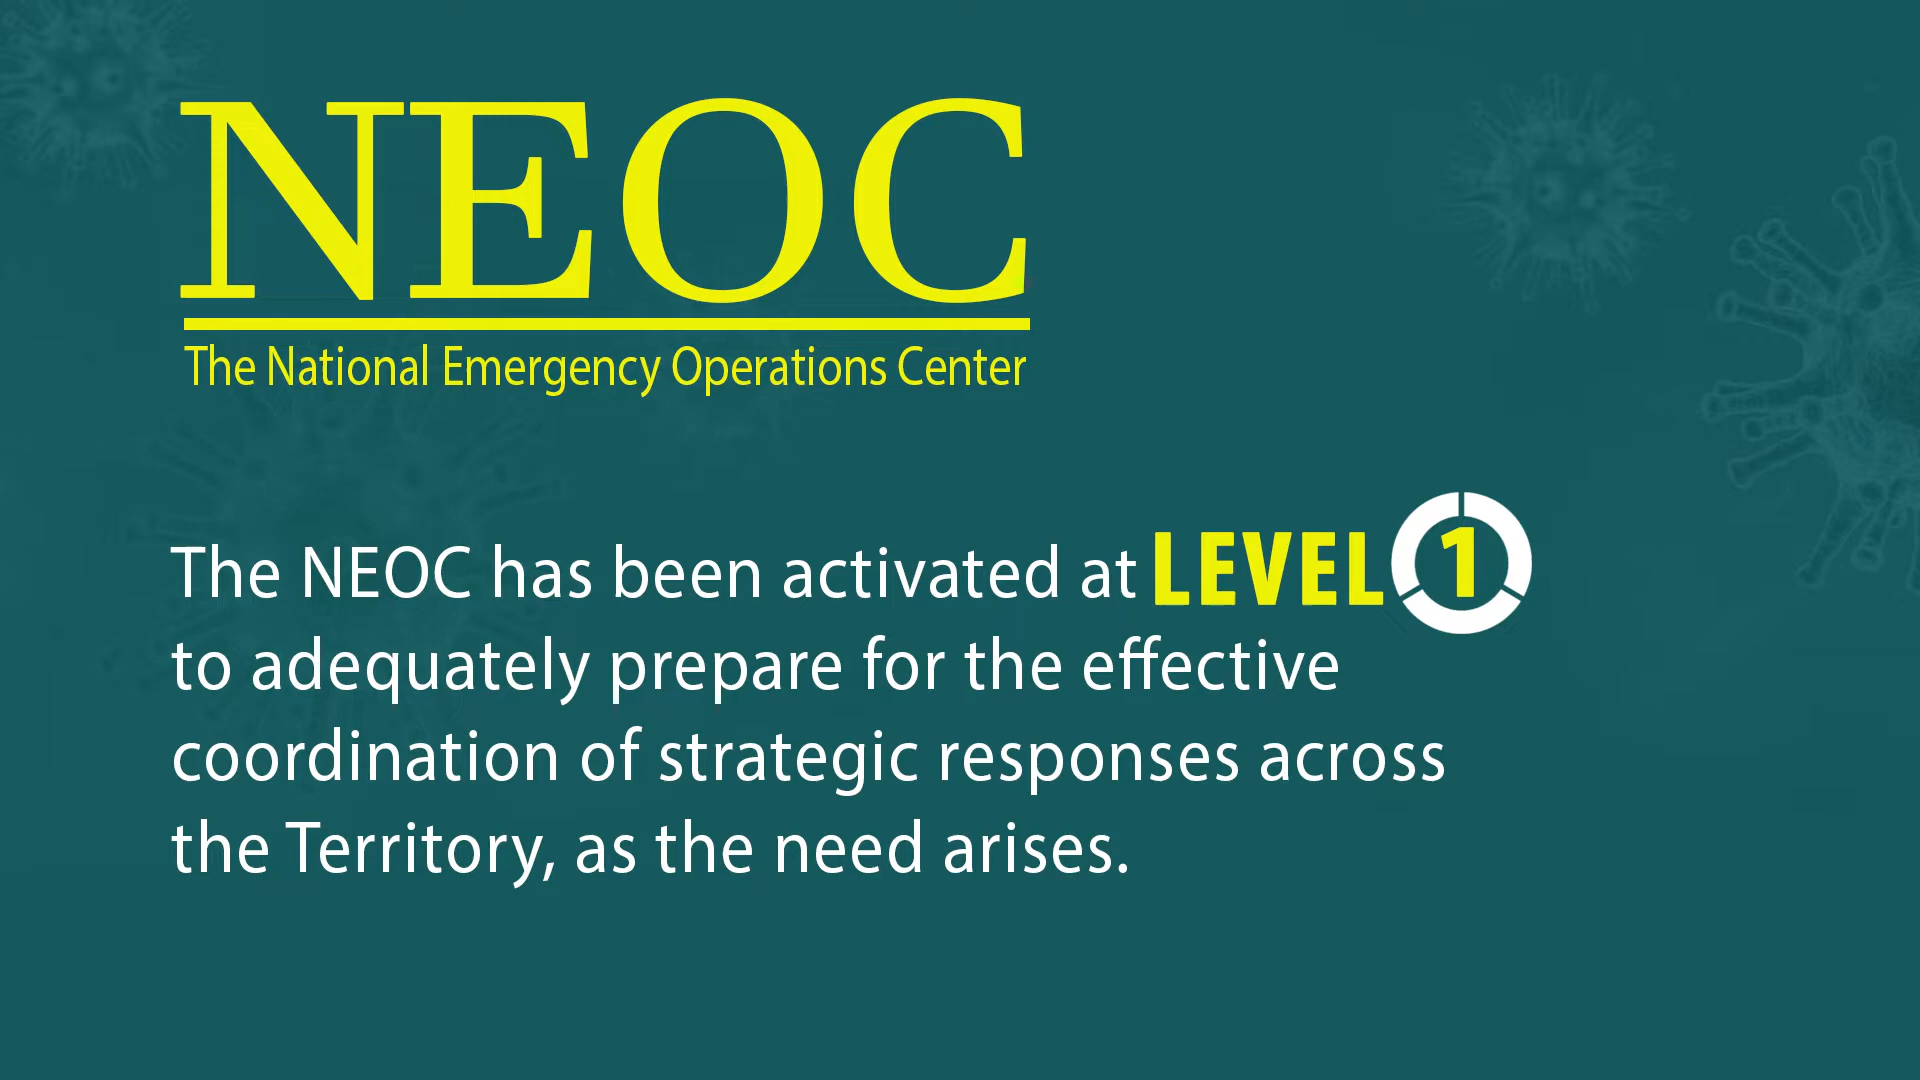 NEOC
The National Emergency Operations Center
The NEOC has been activated at LEVEL 1
to adequately prepare for the effective
coordination of strategic responses across
the Territory, as the need arises.